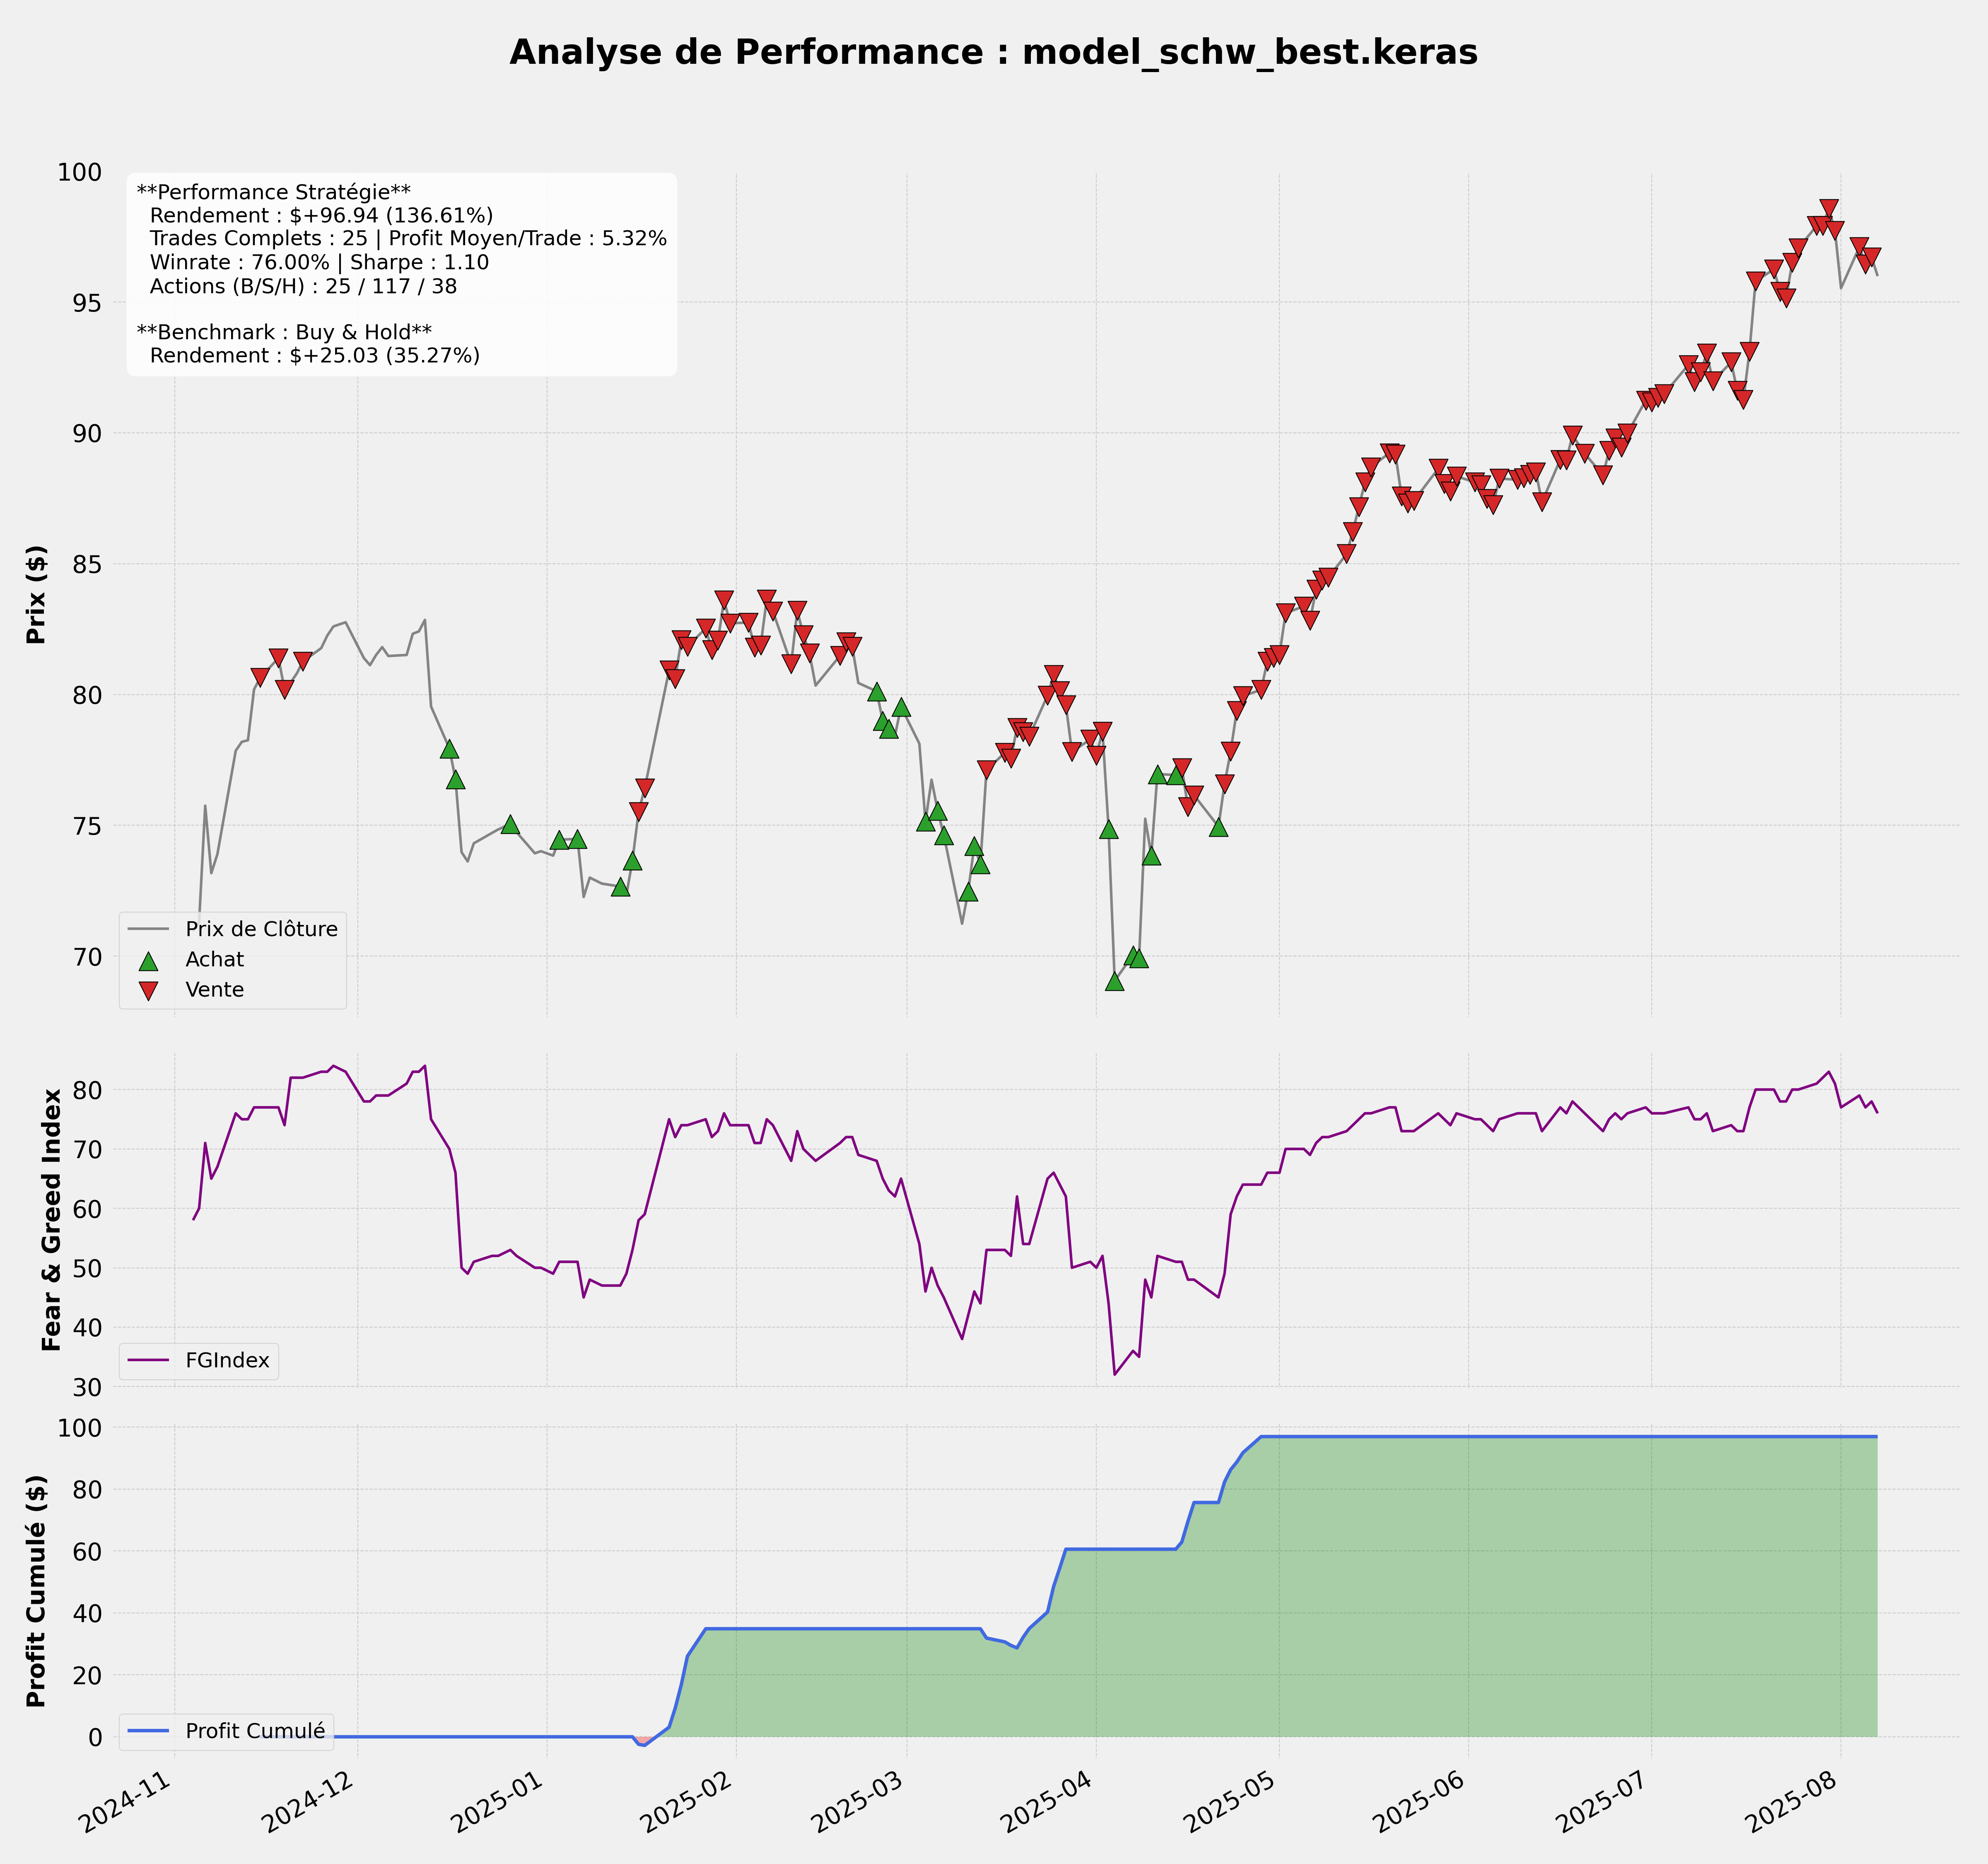 Analyse de Performance : model_schw_best.keras
Prix ($)
100
95
90
85
80
75
70
**Performance Stratégie**
Rendement : $+96.94 (136.61%)
Trades Complets : 25 | Profit Moyen/Trade : 5.32%
Winrate : 76.00% | Sharpe : 1.10
Actions (B/S/H) : 25 / 117 / 38
**Benchmark : Buy & Hold**
Rendement : $+25.03 (35.27%)
Prix de Clôture
Achat
Vente
Fear & Greed Index
80
70
60
50
40
30
FGIndex
Profit Cumulé ($)
100
80
60
40
20
0
Profit Cumulé
2024-11
2024-12
2025-01
2025-02
2025-03
2025-04
2025-05
2025-06
2025-07
2025-08